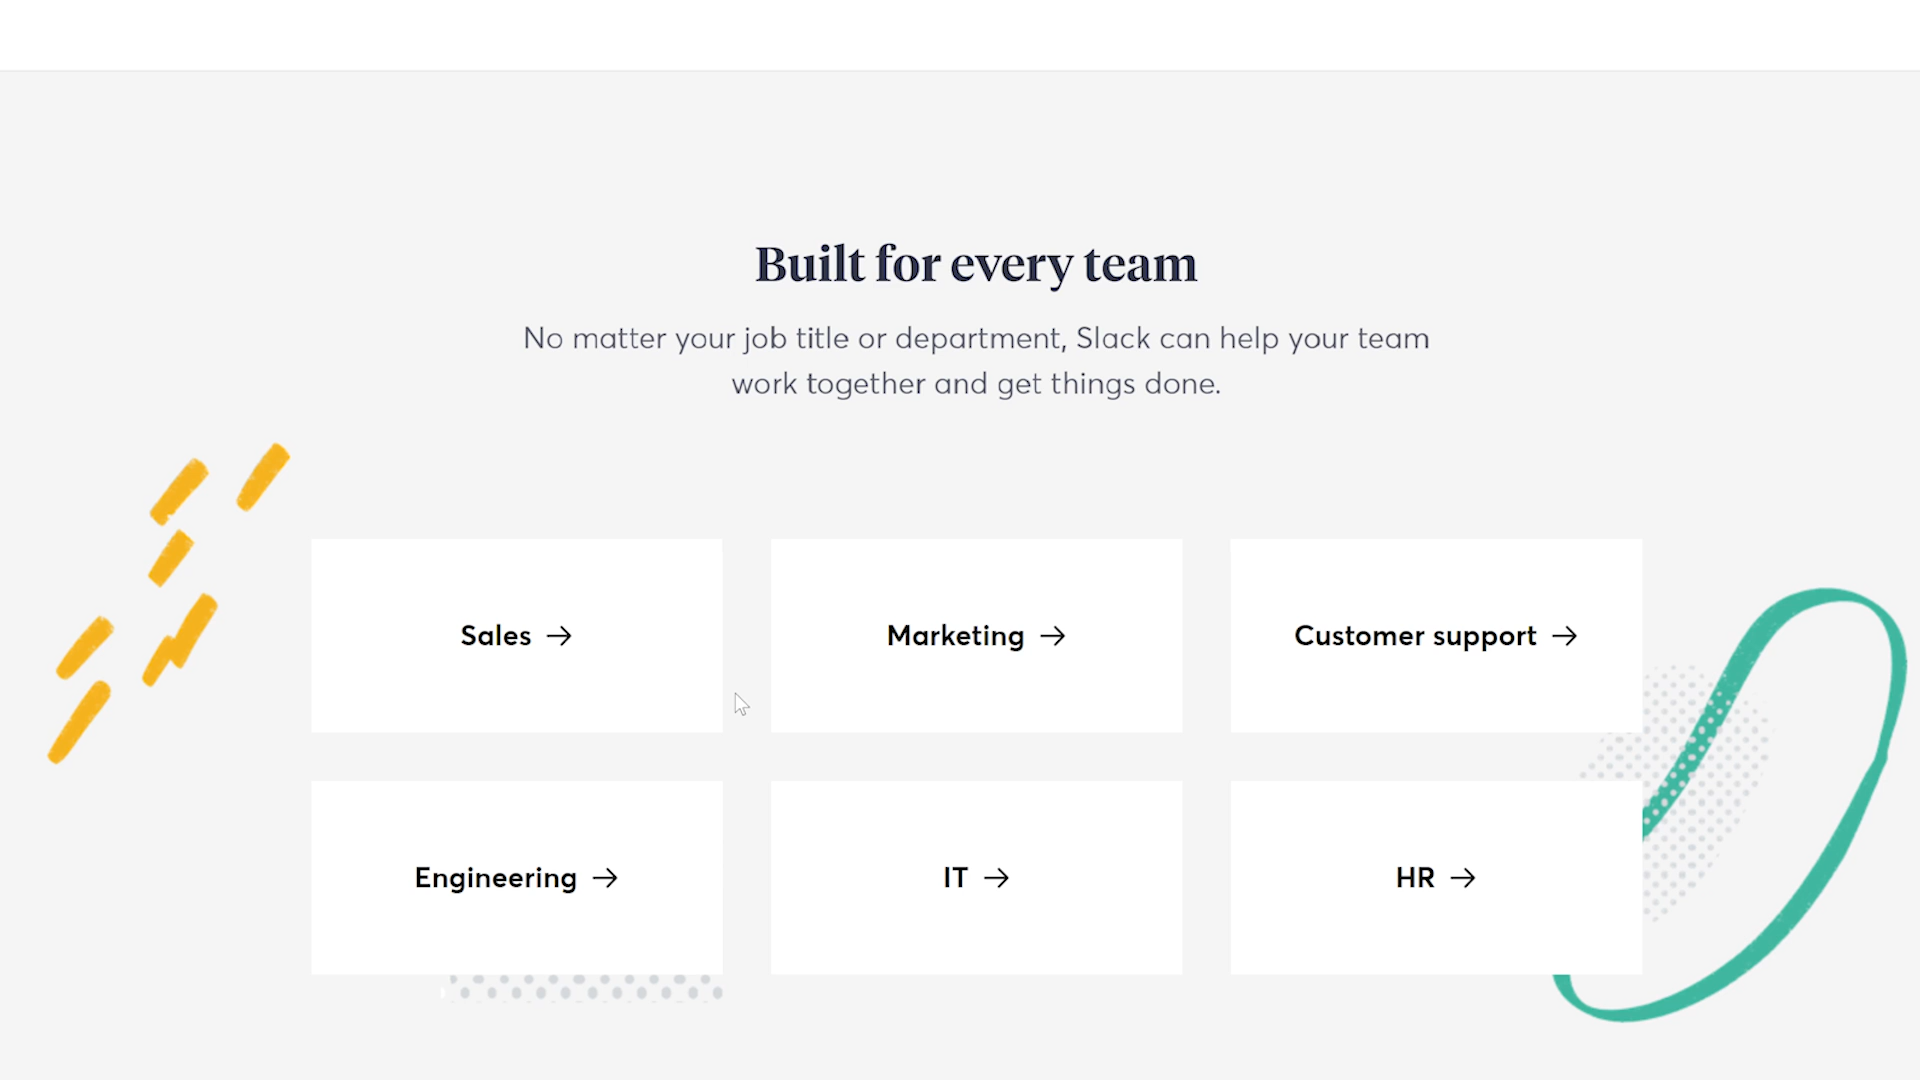 Built for every team
No matter your job title or department, Slack can help your team
work together and get things done.
Sales →
Marketing →
Customer support →
Engineering →
IT →
HR →